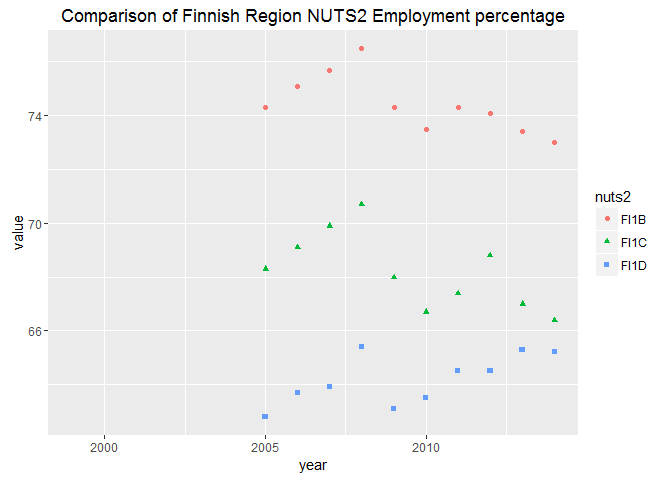 Comparison of Finnish Region NUTS2 Employment percentage
74
70
66
value
2000 2005 2010
year
nuts2
FI1B
FI1C
FI1D